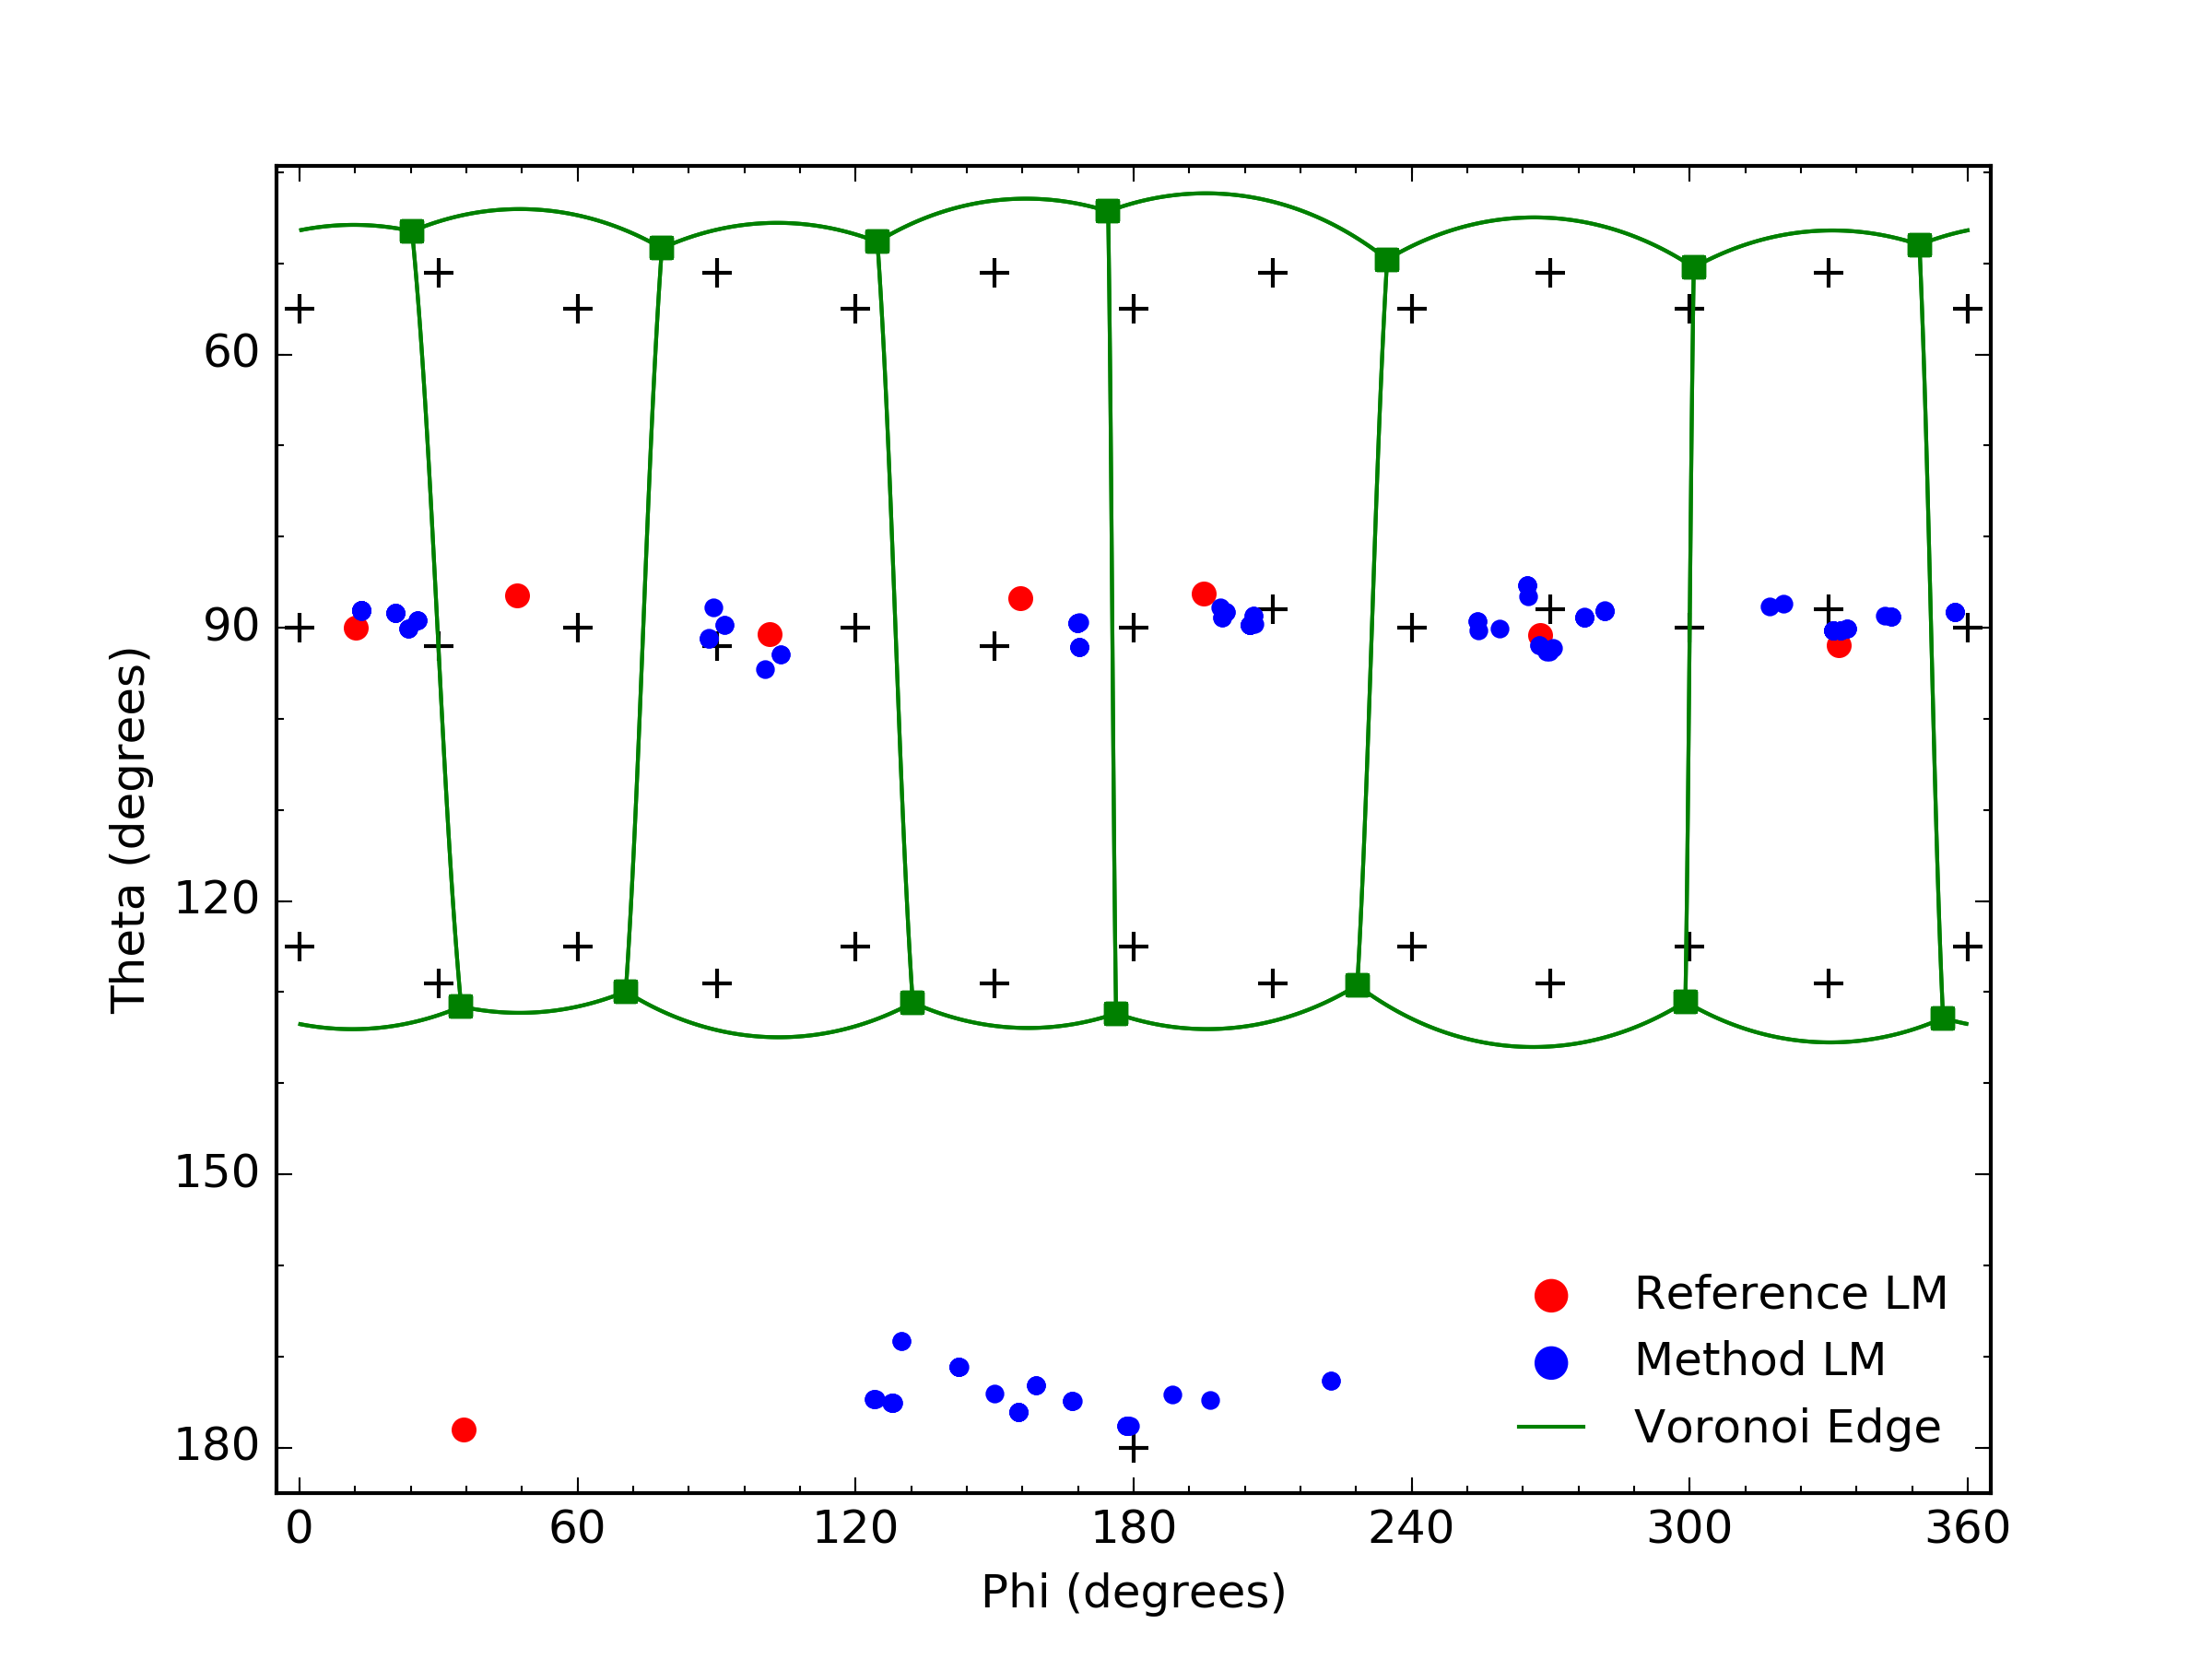 60
90
120
150
180
Theta (degrees)
Reference LM
Method LM
Voronoi Edge
0 60 120 180 240 300 360
Phi (degrees)